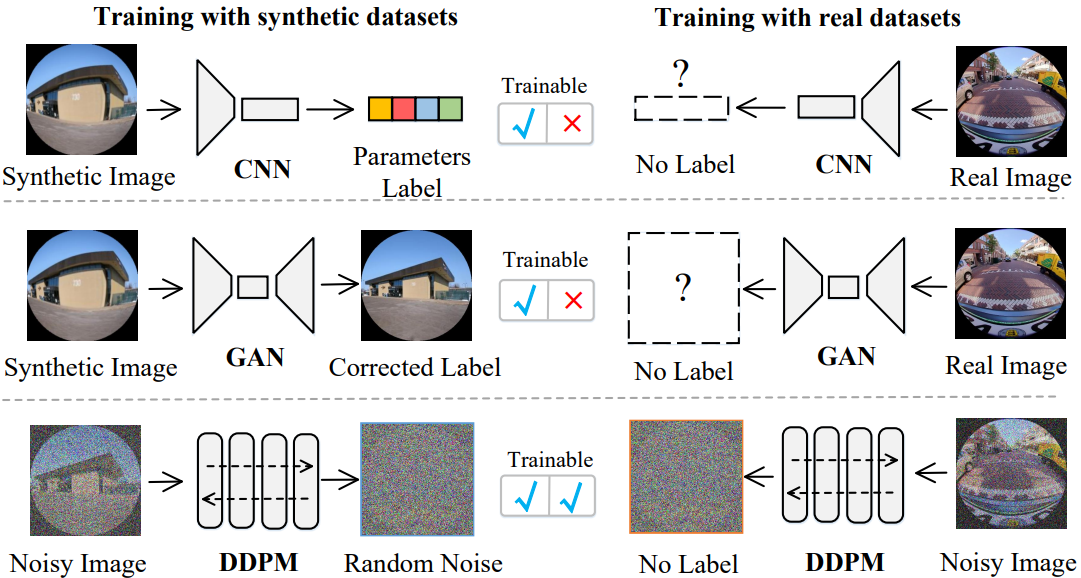 Training with synthetic datasets
Training with real datasets
Trainable
?
Synthetic Image
CNN
Parameters
Label
No Label
CNN
Real Image
Trainable
?
Synthetic Image
GAN
Corrected Label
No Label
GAN
Real Image
Trainable
Noisy Image
DDPM
Random Noise
No Label
DDPM
Noisy Image